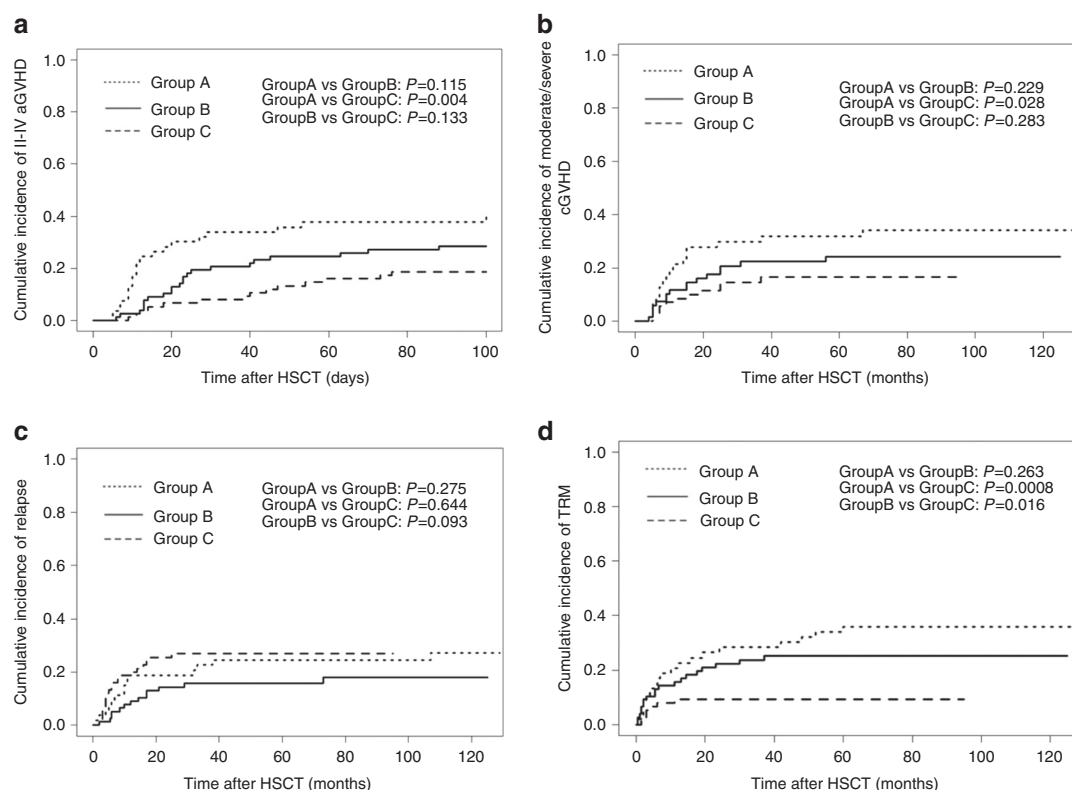 a
Cumulative incidence of II-IV aGVHD
1.0
0.8
0.6
0.4
0.2
0.0
Group A
Group B
Group C
GroupA vs GroupB: P=0.115
GroupA vs GroupC: P=0.004
GroupB vs GroupC: P=0.133
0 20 40 60 80 100
Time after HSCT (days)
b
Cumulative incidence of moderate/severe
cGVHD
1.0
0.8
0.6
0.4
0.2
0.0
Group A
Group B
Group C
GroupA vs GroupB: P=0.229
GroupA vs GroupC: P=0.028
GroupB vs GroupC: P=0.283
0 20 40 60 80 100 120
Time after HSCT (months)
c
Cumulative incidence of relapse
1.0
0.8
0.6
0.4
0.2
0.0
Group A
Group B
Group C
GroupA vs GroupB: P=0.275
GroupA vs GroupC: P=0.644
GroupB vs GroupC: P=0.093
0 20 40 60 80 100 120
Time after HSCT (months)
d
Cumulative incidence of TRM
1.0
0.8
0.6
0.4
0.2
0.0
Group A
Group B
Group C
GroupA vs GroupB: P=0.263
GroupA vs GroupC: P=0.0008
GroupB vs GroupC: P=0.016
0 20 40 60 80 100 120
Time after HSCT (months)